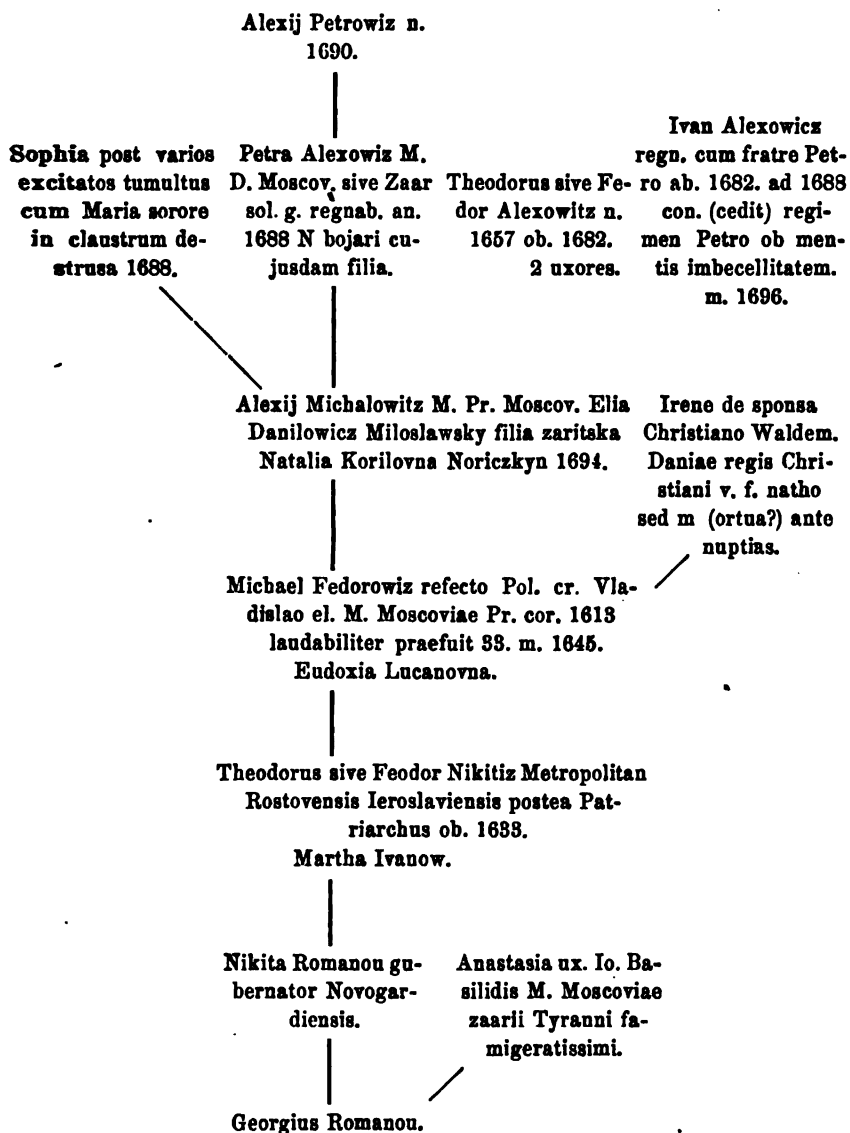 Alexij Petrowiz n.
1690.
Sophia post varios
excitatos tumultus
cum Maria sorore
in claustrum de-
strusa 1688.
Petra Alexowiz M.
D. Moscov. sive Zaar
sol. g. regnab. an.
1688 N bojari cu-
jusdam filia.
Theodorus sive Fe-
dor Alexowitz n.
1657 ob. 1682.
2 uxores.
Ivan Alexowicz
regn. cum fratre Pet-
ro ab. 1682. ad 1688
con. (cedit) regi-
men Petro ob men-
tis imbecellitatem.
m. 1696.
Alexij Michalowitz M. Pr. Moscov. Elia
Danilowicz Miloslawsky filia zaritska
Natalia Korilovna Noriczkyn 1694.
Irene de sponsa
Christiano Waldem.
Daniae regis Chri-
stiani v. f. natho
sed m (ortua?) ante
nuptias.
Michael Fedorowiz refecto Pol. cr. Vla-
dislao el. M. Moscoviae Pr. cor. 1613
laudabiliter praefuit 33. m. 1645.
Eudoxia Lucanovna.
Theodorus sive Feodor Nikitiz Metropolitan
Rostovensis Ieroslaviensis postea Pat-
riarchus ob. 1633.
Martha Ivanow.
Nikita Romanou gu-
bernator Novogar-
diensis.
Anastasia ux. Io. Ba-
silidis M. Moscoviae
zaarii Tyranni fa-
migeratissimi.
Georgius Romanou.